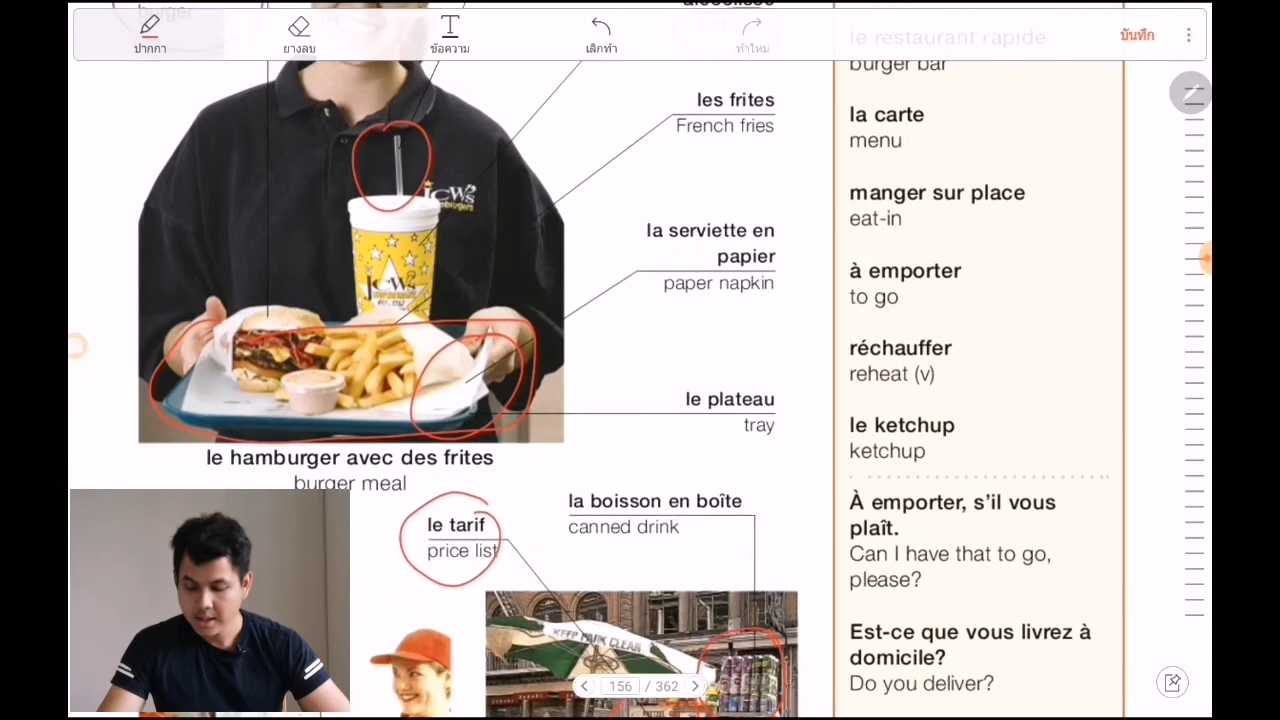 burger
alcoolisée
ปากกา
ยางลบ
T
ข้อความ
เลิกทำ
ทำใหม่
บันทึก
les frites
French fries
la serviette en
papier
paper napkin
le plateau
tray
jcw's
jcw's
le hamburger avec des frites
burger meal
le tarif
price list
la boisson en boîte
canned drink
KEEP PARK CLEAN
156 / 362
le restaurant rapide
burger bar
la carte
menu
manger sur place
eat-in
à emporter
to go
réchauffer
reheat (v)
le ketchup
ketchup
À emporter, s'il vous
plaît.
Can I have that to go,
please?
Est-ce que vous livrez à
domicile?
Do you deliver?